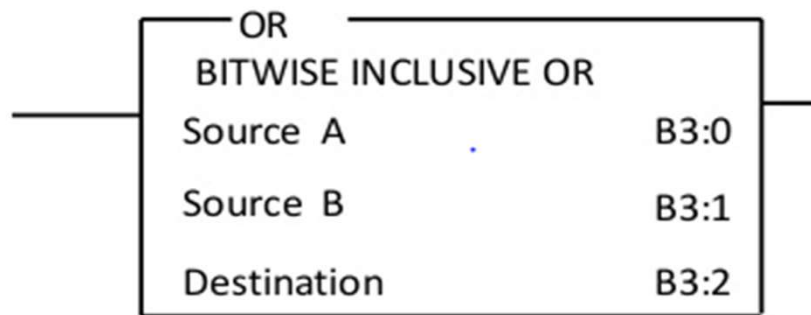 OR
BITWISE INCLUSIVE OR
Source A B3:0
Source B B3:1
Destination B3:2